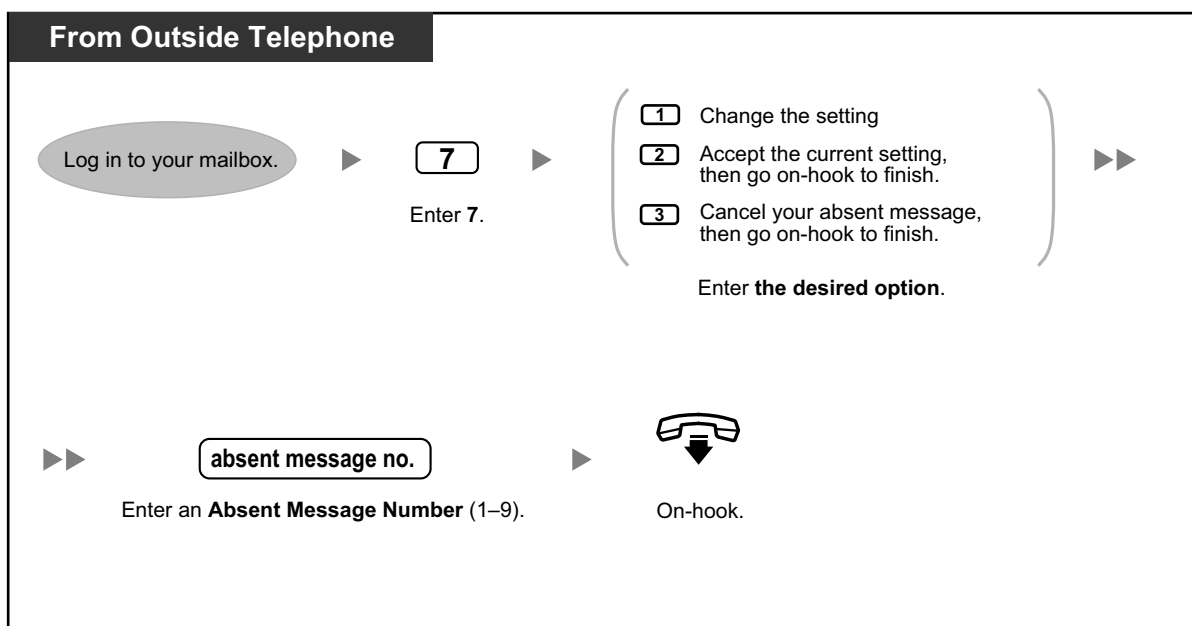 From Outside Telephone
Log in to your mailbox.
7
Enter 7.
1 Change the setting
2 Accept the current setting,
then go on-hook to finish.
3 Cancel your absent message,
then go on-hook to finish.
Enter the desired option.
absent message no.
Enter an Absent Message Number (1–9).
On-hook.